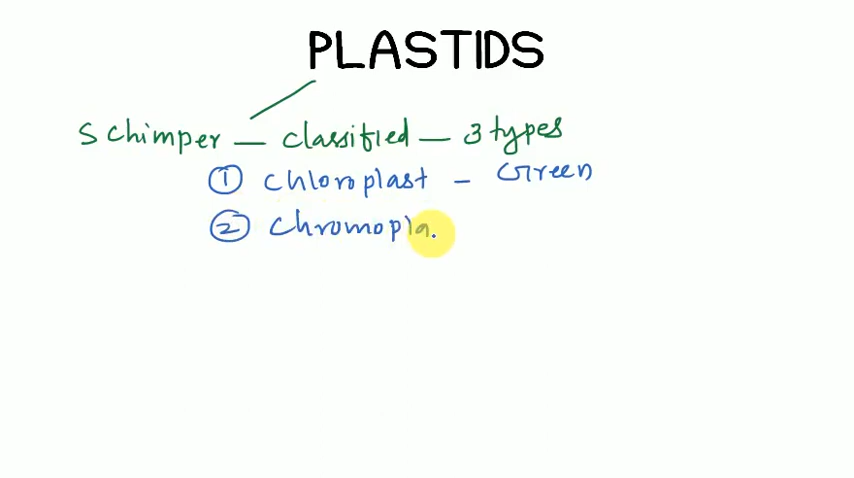 PLASTIDS
Schimper — classified — 3 types
① Chloroplast - Green
② Chromopla